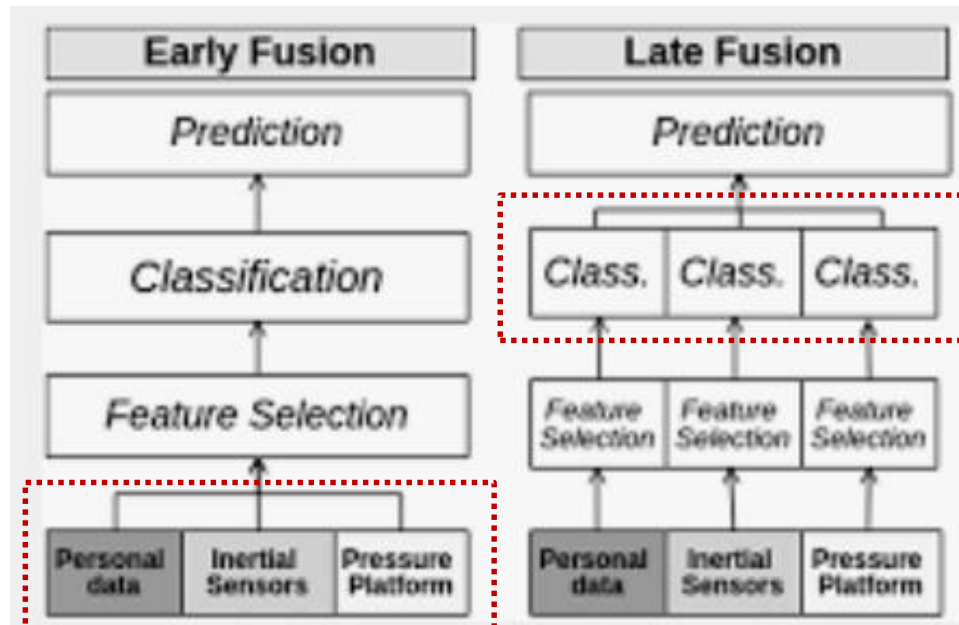 Early Fusion
Prediction
Classification
Feature Selection
Personal
data
Inertial
Sensors
Pressure
Platform
Late Fusion
Prediction
Class. Class. Class.
Feature
Selection
Feature
Selection
Feature
Selection
Personal
data
Inertial
Sensors
Pressure
Platform